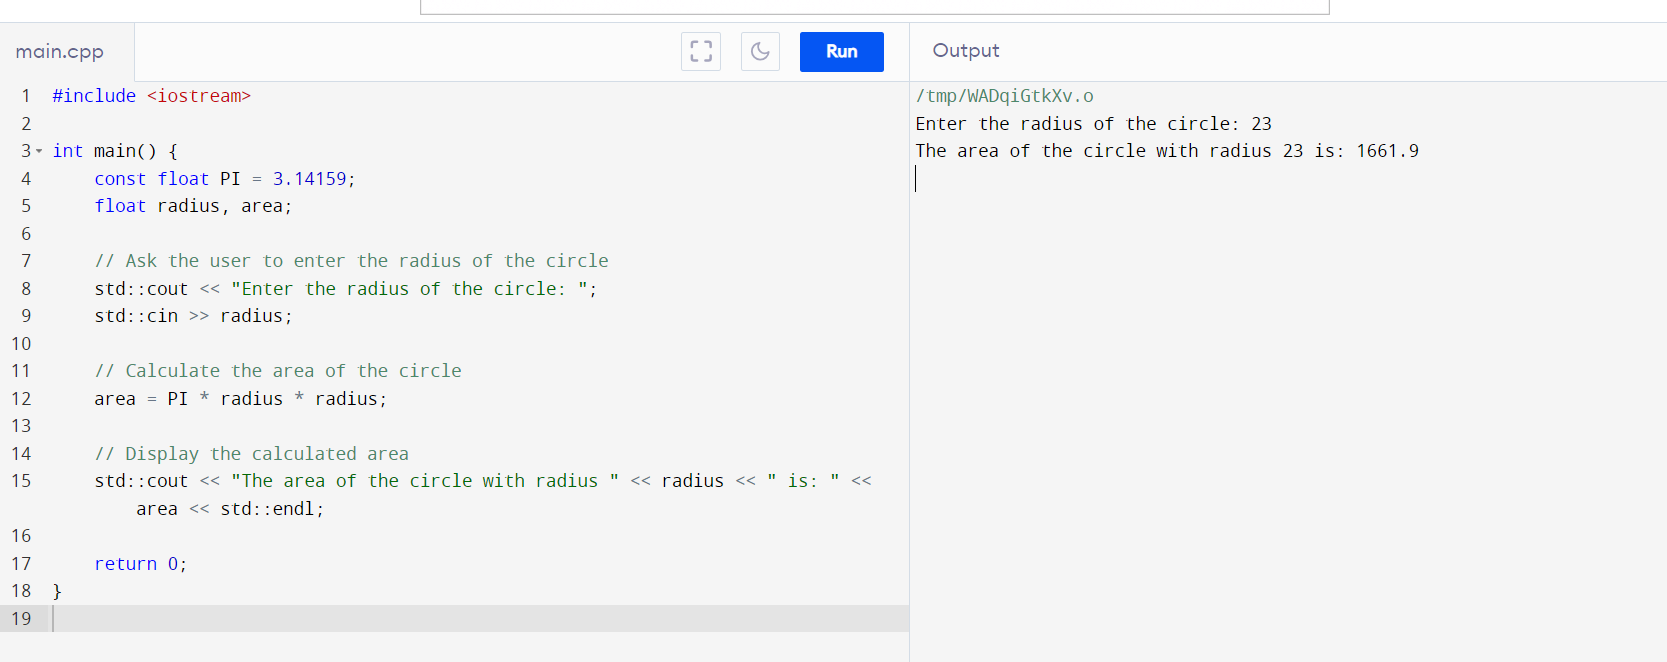 main.cpp
Run
Output
1 #include <iostream>
2
3 int main() {
4     const float PI = 3.14159;
5     float radius, area;
6
7     // Ask the user to enter the radius of the circle
8     std::cout << "Enter the radius of the circle: ";
9     std::cin >> radius;
10
11     // Calculate the area of the circle
12     area = PI * radius * radius;
13
14     // Display the calculated area
15     std::cout << "The area of the circle with radius " << radius << " is: " <<
        area << std::endl;
16
17     return 0;
18 }
19
/tmp/WADqiGtkXv.o
Enter the radius of the circle: 23
The area of the circle with radius 23 is: 1661.9